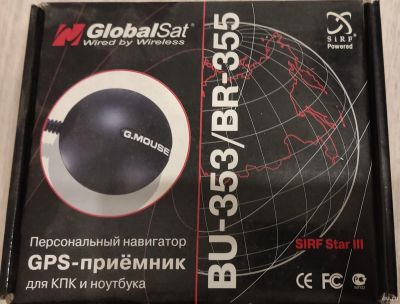 GlobalSat®
Wired by Wireless
SiRF
Powered
G.MOUSE
BU-353/BR-355
Персональный навигатор
GPS-приёмник
для КПК и ноутбука
SIRF Star III
CE FC